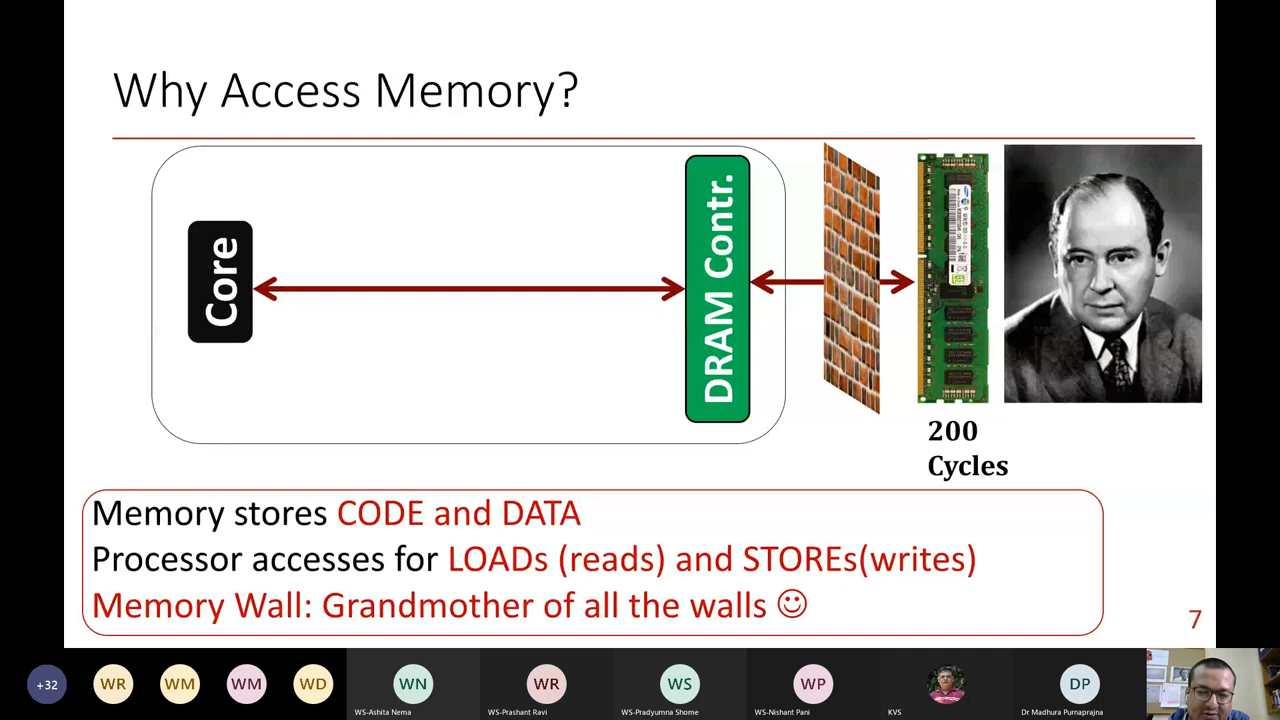 Why Access Memory?
Core
DRAM Contr.
200
Cycles
Memory stores CODE and DATA
Processor accesses for LOADs (reads) and STOREs(writes)
Memory Wall: Grandmother of all the walls ☺
7
+32
WR
WM
WM
WD
WN
WS-Ashita Nema
WR
WS-Prashant Ravi
WS
WS-Pradyumna Shome
WP
WS-Nishant Pani
KVS
DP
Dr Madhura Purnaprajna